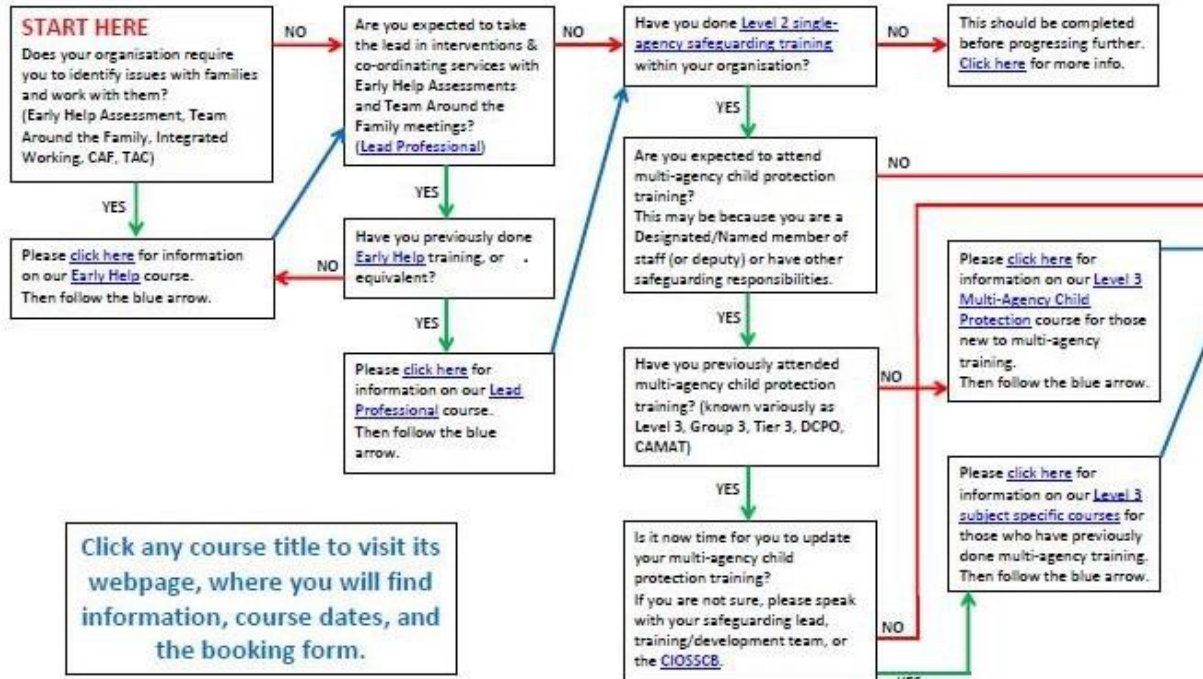 START HERE
Does your organisation require
you to identify issues with families
and work with them?
(Early Help Assessment, Team
Around the Family, Integrated
Working, CAF, TAC)
NO
YES
Please click here for information
on our Early Help course.
Then follow the blue arrow.
Are you expected to take
the lead in interventions &
co-ordinating services with
Early Help Assessments
and Team Around the
Family meetings?
(Lead Professional)
NO
YES
Have you previously done
Early Help training, or
equivalent?
NO
YES
Please click here for
information on our Lead
Professional course.
Then follow the blue
arrow.
Have you done Level 2 single-
agency safeguarding training
within your organisation?
NO
This should be completed
before progressing further.
Click here for more info.
YES
Are you expected to attend
multi-agency child protection
training?
This may be because you are a
Designated/Named member of
staff (or deputy) or have other
safeguarding responsibilities.
NO
YES
Have you previously attended
multi-agency child protection
training? (known variously as
Level 3, Group 3, Tier 3, DCPO,
CAMAT)
NO
Please click here for
information on our Level 3
Multi-Agency Child
Protection course for those
new to multi-agency
training.
Then follow the blue arrow.
YES
Is it now time for you to update
your multi-agency child
protection training?
If you are not sure, please speak
with your safeguarding lead,
training/development team, or
the CIOSSCB.
NO
YES
Please click here for
information on our Level 3
subject specific courses for
those who have previously
done multi-agency training.
Then follow the blue arrow.
Click any course title to visit its
webpage, where you will find
information, course dates, and
the booking form.